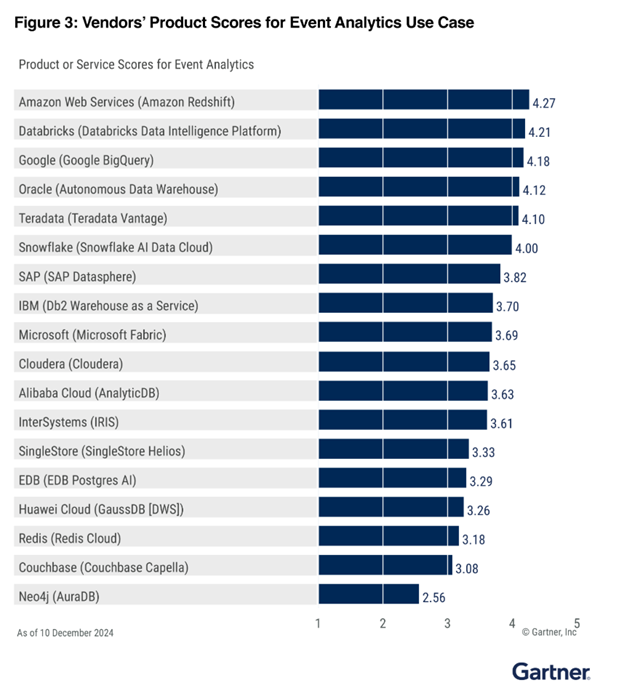 Figure 3: Vendors' Product Scores for Event Analytics Use Case
Product or Service Scores for Event Analytics
Amazon Web Services (Amazon Redshift) 4.27
Databricks (Databricks Data Intelligence Platform) 4.21
Google (Google BigQuery) 4.18
Oracle (Autonomous Data Warehouse) 4.12
Teradata (Teradata Vantage) 4.10
Snowflake (Snowflake AI Data Cloud) 4.00
SAP (SAP Datasphere) 3.82
IBM (Db2 Warehouse as a Service) 3.70
Microsoft (Microsoft Fabric) 3.69
Cloudera (Cloudera) 3.65
Alibaba Cloud (AnalyticDB) 3.63
InterSystems (IRIS) 3.61
SingleStore (SingleStore Helios) 3.33
EDB (EDB Postgres AI) 3.29
Huawei Cloud (GaussDB [DWS]) 3.26
Redis (Redis Cloud) 3.18
Couchbase (Couchbase Capella) 3.08
Neo4j (AuraDB) 2.56
1 2 3 4 5
As of 10 December 2024 © Gartner, Inc
Gartner